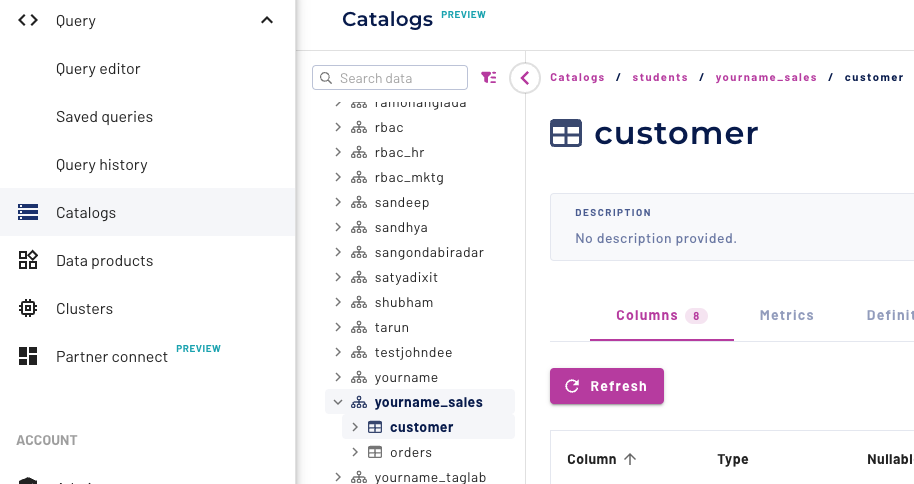 Query
Query editor
Saved queries
Query history
Catalogs
Data products
Clusters
Partner connect PREVIEW
ACCOUNT
Catalogs PREVIEW
Search data
ramonanglada
rbac
rbac_hr
rbac_mktg
sandeep
sandhya
sangondabiradar
satyadixit
shubham
tarun
testjohndee
yourname
yourname_sales
customer
orders
yourname_taglab
Catalogs / students / yourname_sales / customer
customer
DESCRIPTION
No description provided.
Columns 8 Metrics Definit
Refresh
Column Type Nullabl